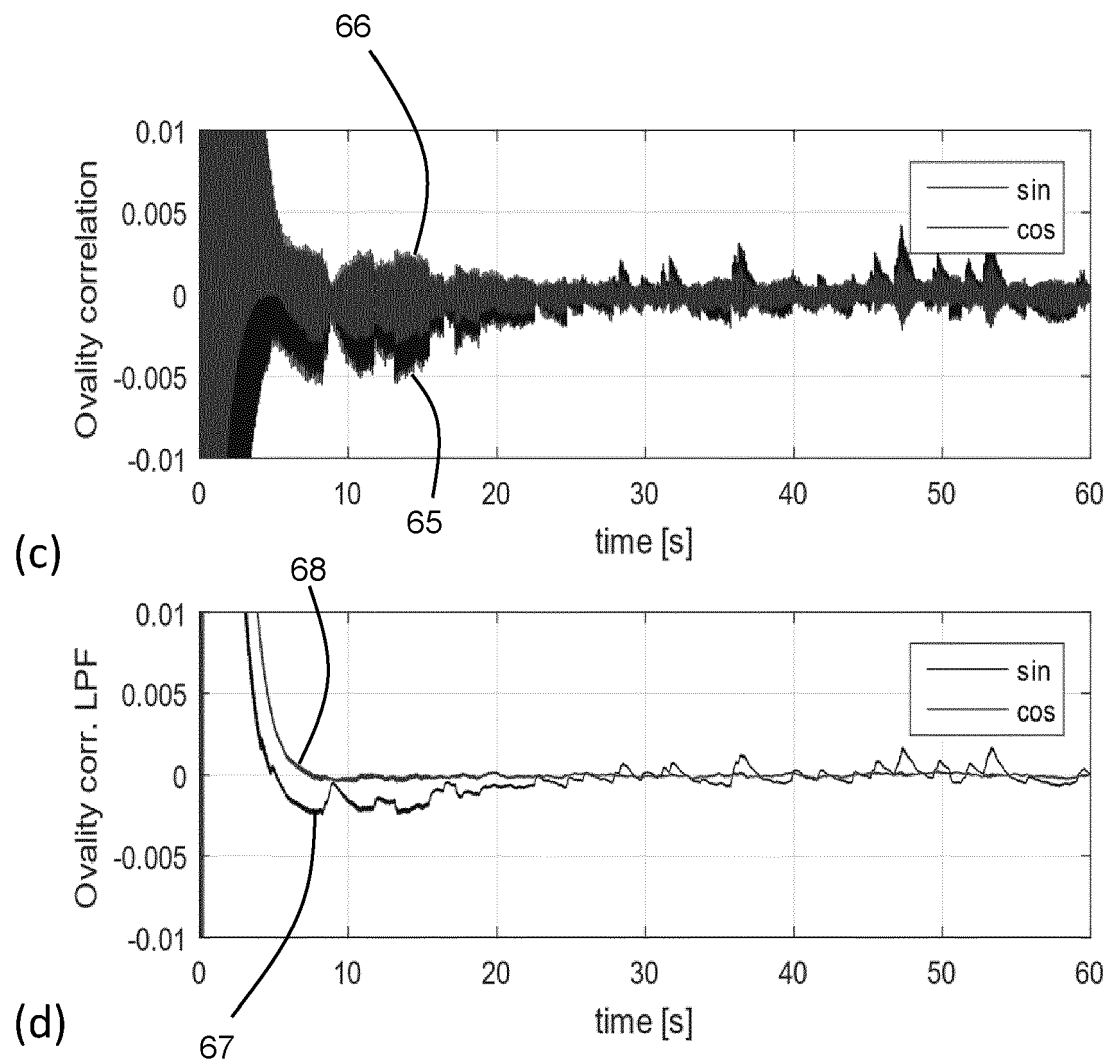 66
0.01
0.005
0
-0.005
-0.01
Ovality correlation
sin
cos
0 10 20 30 40 50 60
65
time [s]
(c)
68
0.01
0.005
0
-0.005
-0.01
Ovality corr. LPF
sin
cos
0 10 20 30 40 50 60
time [s]
(d)
67